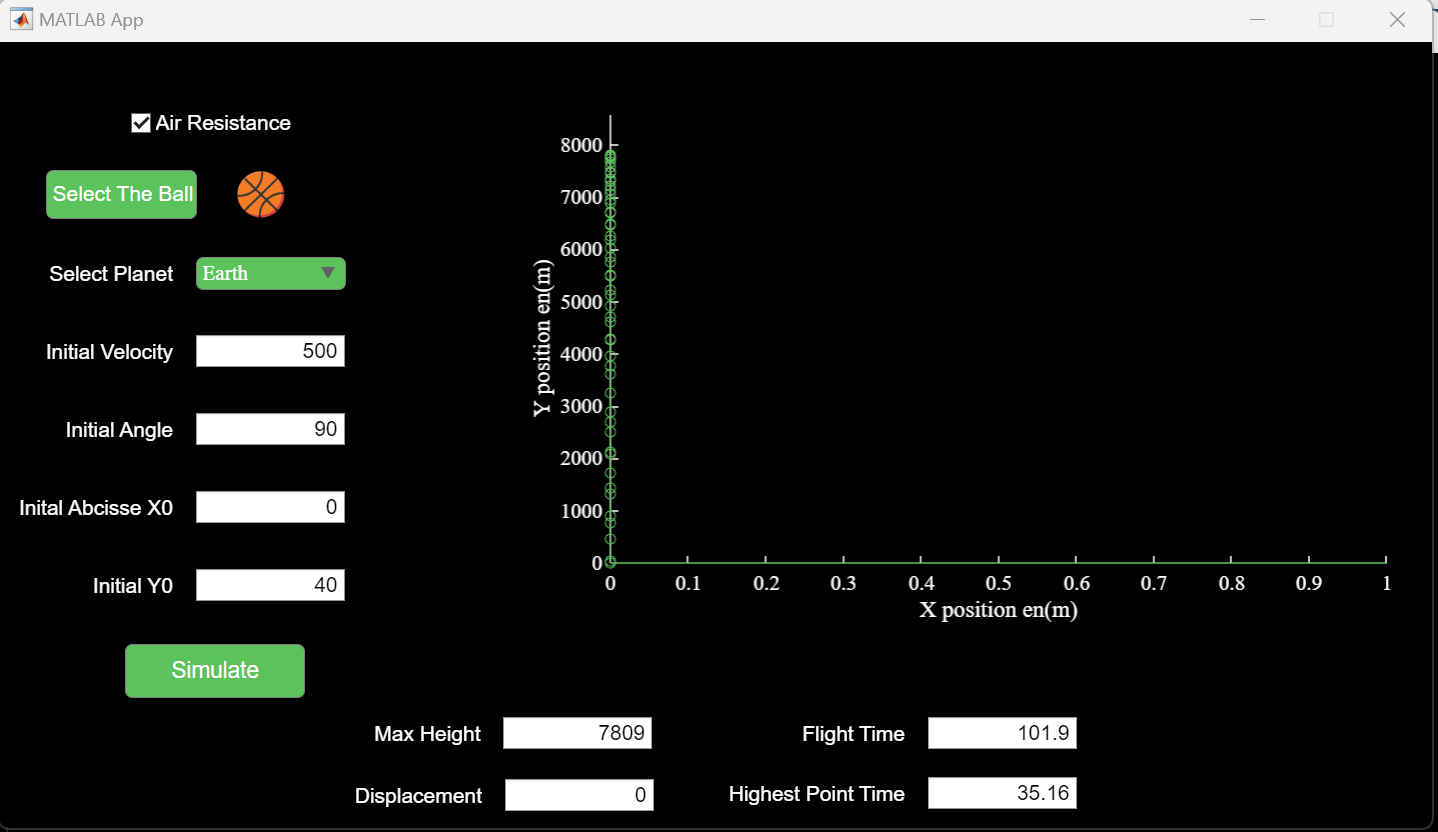 MATLAB App
Air Resistance
Select The Ball
Select Planet
Earth
Initial Velocity
500
Initial Angle
90
Inital Abcisse X0
0
Initial Y0
40
Simulate
8000
7000
6000
5000
4000
3000
2000
1000
0
Y position en(m)
0 0.1 0.2 0.3 0.4 0.5 0.6 0.7 0.8 0.9 1
X position en(m)
Max Height
7809
Flight Time
101.9
Displacement
0
Highest Point Time
35.16